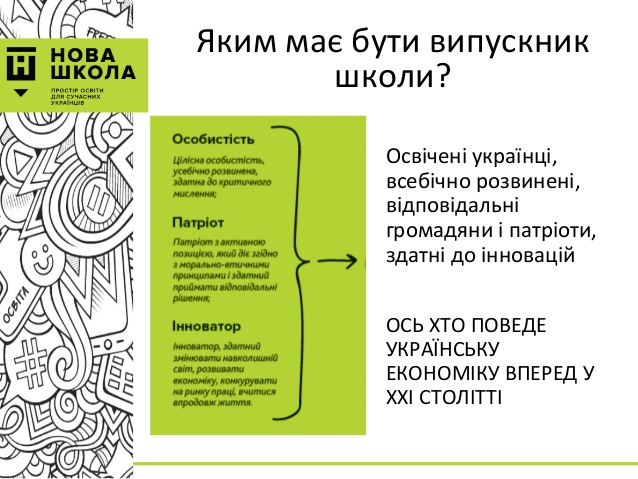 Яким має бути випускник
школи?
НОВА
ШКОЛА
ПРОСТІР ОСВІТИ
ДЛЯ СУЧАСНИХ
УКРАЇНЦІВ
Особистість
Цілісна особистість,
усебічно розвинена,
здатна до критичного
мислення;
Патріот
Патріот з активною
позицією, який діє згідно
з морально-етичними
принципами і здатний
приймати відповідальні
рішення;
Інноватор
Інноватор, здатний
змінювати навколишній
світ, розвивати
економіку, конкурувати
на ринку праці, вчитися
впродовж життя.
Освічені українці,
всебічно розвинені,
відповідальні
громадяни і патріоти,
здатні до інновацій
ОСЬ ХТО ПОВЕДЕ
УКРАЇНСЬКУ
ЕКОНОМІКУ ВПЕРЕД У
ХХІ СТОЛІТТІ
ОСВІТА